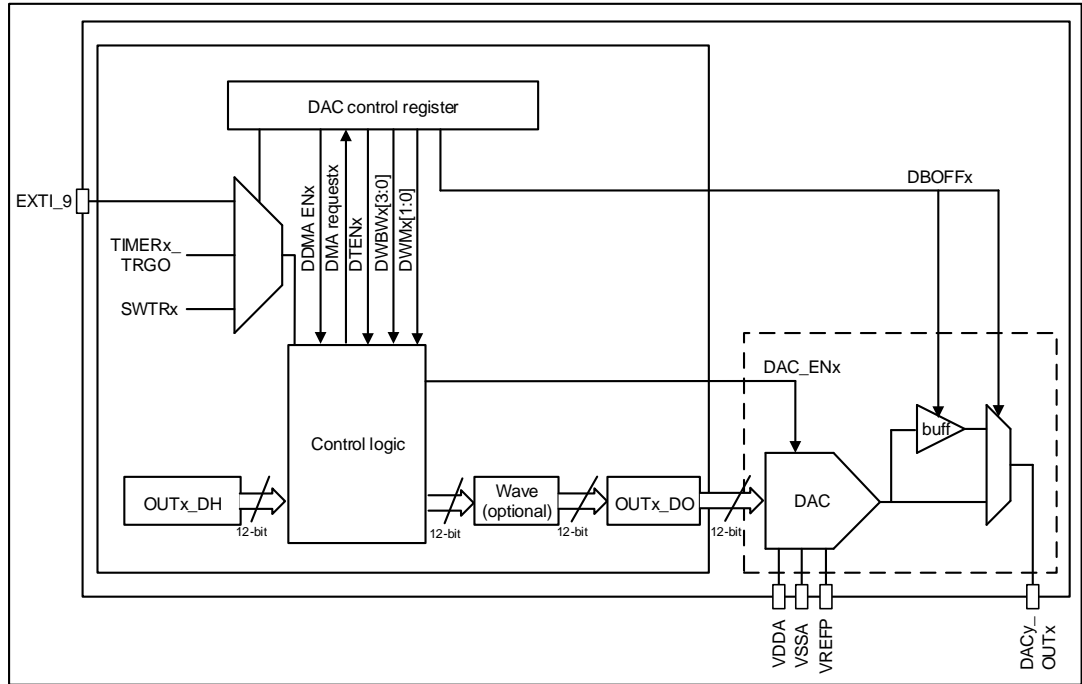 DAC control register
EXTI_9
TIMERx_
TRGO
SWTRx
DDMA ENx
DMA requestx
DTENx
DWBWx[3:0]
DWMx[1:0]
DBOFFx
DAC_ENx
Control logic
buff
OUTx_DH
12-bit
12-bit
Wave
(optional)
12-bit
OUTx_DO
12-bit
DAC
VDDA
VSSA
VREFP
DACy_
OUTx